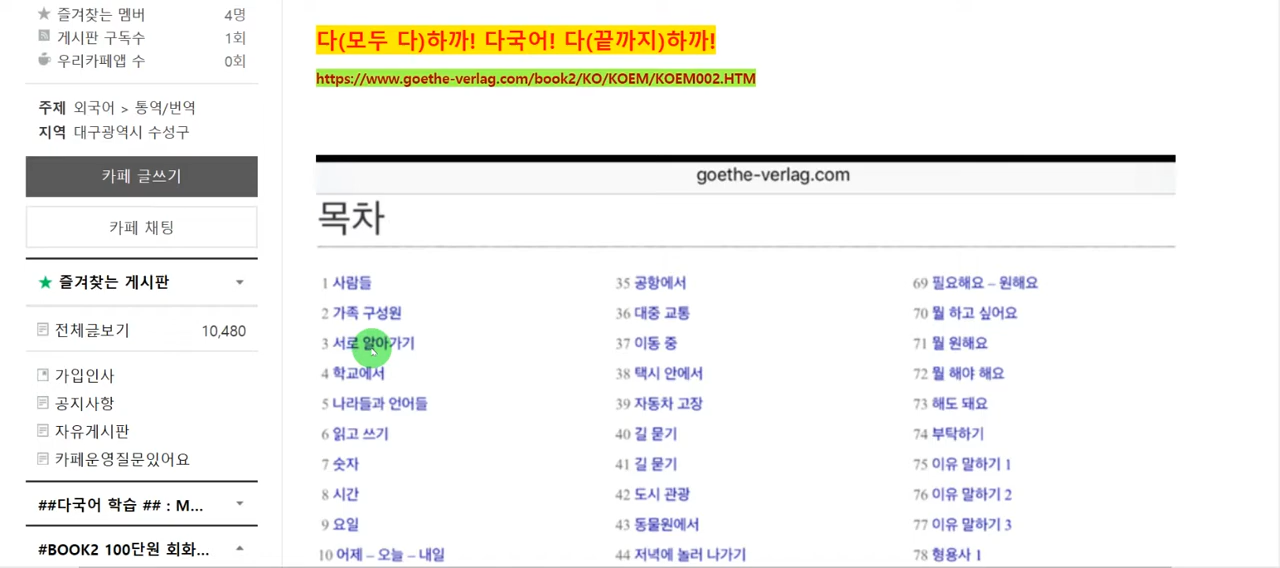 즐겨찾는 멤버 4명
게시판 구독수 1회
우리카페앱 수 0회
주제 외국어 > 통역/번역
지역 대구광역시 수성구
카페 글쓰기
카페 채팅
즐겨찾는 게시판
전체글보기 10,480
가입인사
공지사항
자유게시판
카페운영질문있어요
##다국어 학습 ## : M...
#BOOK2 100단원 회화...
다(모두 다)하까! 다국어! 다(끝까지)하까!
https://www.goethe-verlag.com/book2/KO/KOEM/KOEM002.HTM
goethe-verlag.com
목차
1 사람들
2 가족 구성원
3 서로 알아가기
4 학교에서
5 나라들과 언어들
6 읽고 쓰기
7 숫자
8 시간
9 요일
10 어제 – 오늘 – 내일
35 공항에서
36 대중 교통
37 이동 중
38 택시 안에서
39 자동차 고장
40 길 묻기
41 길 묻기
42 도시 관광
43 동물원에서
44 저녁에 놀러 나가기
69 필요해요 – 원해요
70 뭘 하고 싶어요
71 뭘 원해요
72 뭘 해야 해요
73 해도 돼요
74 부탁하기
75 이유 말하기 1
76 이유 말하기 2
77 이유 말하기 3
78 형용사 1